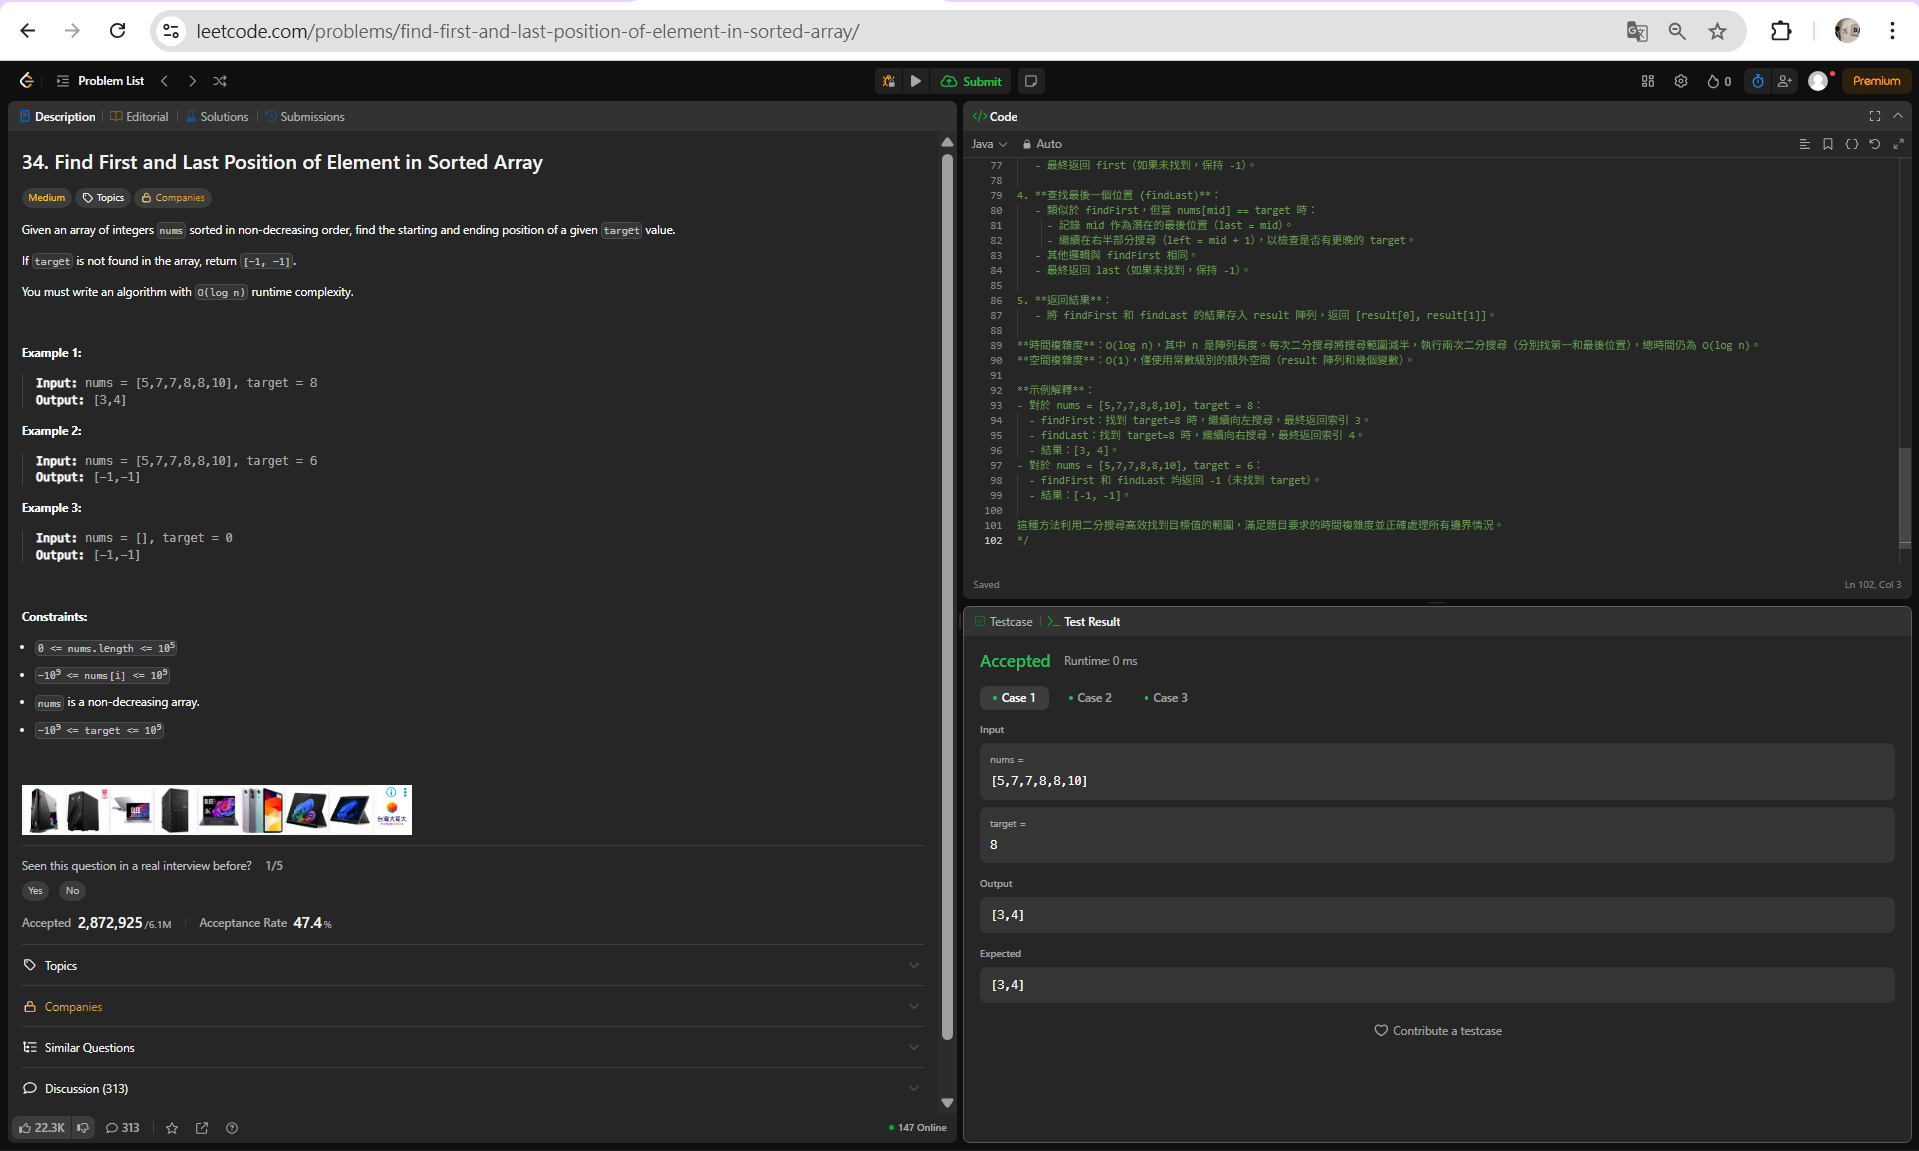 leetcode.com/problems/find-first-and-last-position-of-element-in-sorted-array/
Problem List
Submit
0
Premium
Description
Editorial
Solutions
Submissions
34. Find First and Last Position of Element in Sorted Array
Medium
Topics
Companies
Given an array of integers nums sorted in non-decreasing order, find the starting and ending position of a given target value.
If target is not found in the array, return [-1, -1].
You must write an algorithm with O(log n) runtime complexity.
Example 1:
Input: nums = [5,7,7,8,8,10], target = 8
Output: [3,4]
Example 2:
Input: nums = [5,7,7,8,8,10], target = 6
Output: [-1,-1]
Example 3:
Input: nums = [], target = 0
Output: [-1,-1]
Constraints:
• 0 <= nums.length <= 10⁵
• -10⁹ <= nums[i] <= 10⁹
• nums is a non-decreasing array.
• -10⁹ <= target <= 10⁹
台灣大哥大
Seen this question in a real interview before? 1/5
Yes No
Accepted 2,872,925/6.1M Acceptance Rate 47.4%
Topics
Companies
Similar Questions
Discussion (313)
22.3K
313
147 Online
</> Code
Java
Auto
77 - 最終返回 first（如果未找到，保持 -1）。
78
79 4. **查找最後一個位置 (findLast)**：
80 - 類似於 findFirst，但當 nums[mid] == target 時：
81 - 記錄 mid 作為潛在的最後位置（last = mid）。
82 - 繼續在右半部分搜尋（left = mid + 1），以檢查是否有更晚的 target。
83 - 其他邏輯與 findFirst 相同。
84 - 最終返回 last（如果未找到，保持 -1）。
85
86 5. **返回結果**：
87 - 將 findFirst 和 findLast 的結果存入 result 陣列，返回 [result[0], result[1]]。
88
89 **時間複雜度**：O(log n)，其中 n 是陣列長度。每次二分搜尋將搜尋範圍減半，執行兩次二分搜尋（分別找第一和最後位置），總時間仍為 O(log n)。
90 **空間複雜度**：O(1)，僅使用常數級別的額外空間（result 陣列和幾個變數）。
91
92 **示例解釋**：
93 - 對於 nums = [5,7,7,8,8,10], target = 8：
94 - findFirst：找到 target=8 時，繼續向左搜尋，最終返回索引 3。
95 - findLast：找到 target=8 時，繼續向右搜尋，最終返回索引 4。
96 - 結果：[3, 4]。
97 - 對於 nums = [5,7,7,8,8,10], target = 6：
98 - findFirst 和 findLast 均返回 -1（未找到 target）。
99 - 結果：[-1, -1]。
100
101 這種方法利用二分搜尋高效找到目標值的範圍，滿足題目要求的時間複雜度並正確處理所有邊界情況。
102 */
Saved
Ln 102, Col 3
Testcase
>_ Test Result
Accepted Runtime: 0 ms
• Case 1 • Case 2 • Case 3
Input
nums =
[5,7,7,8,8,10]
target =
8
Output
[3,4]
Expected
[3,4]
Contribute a testcase